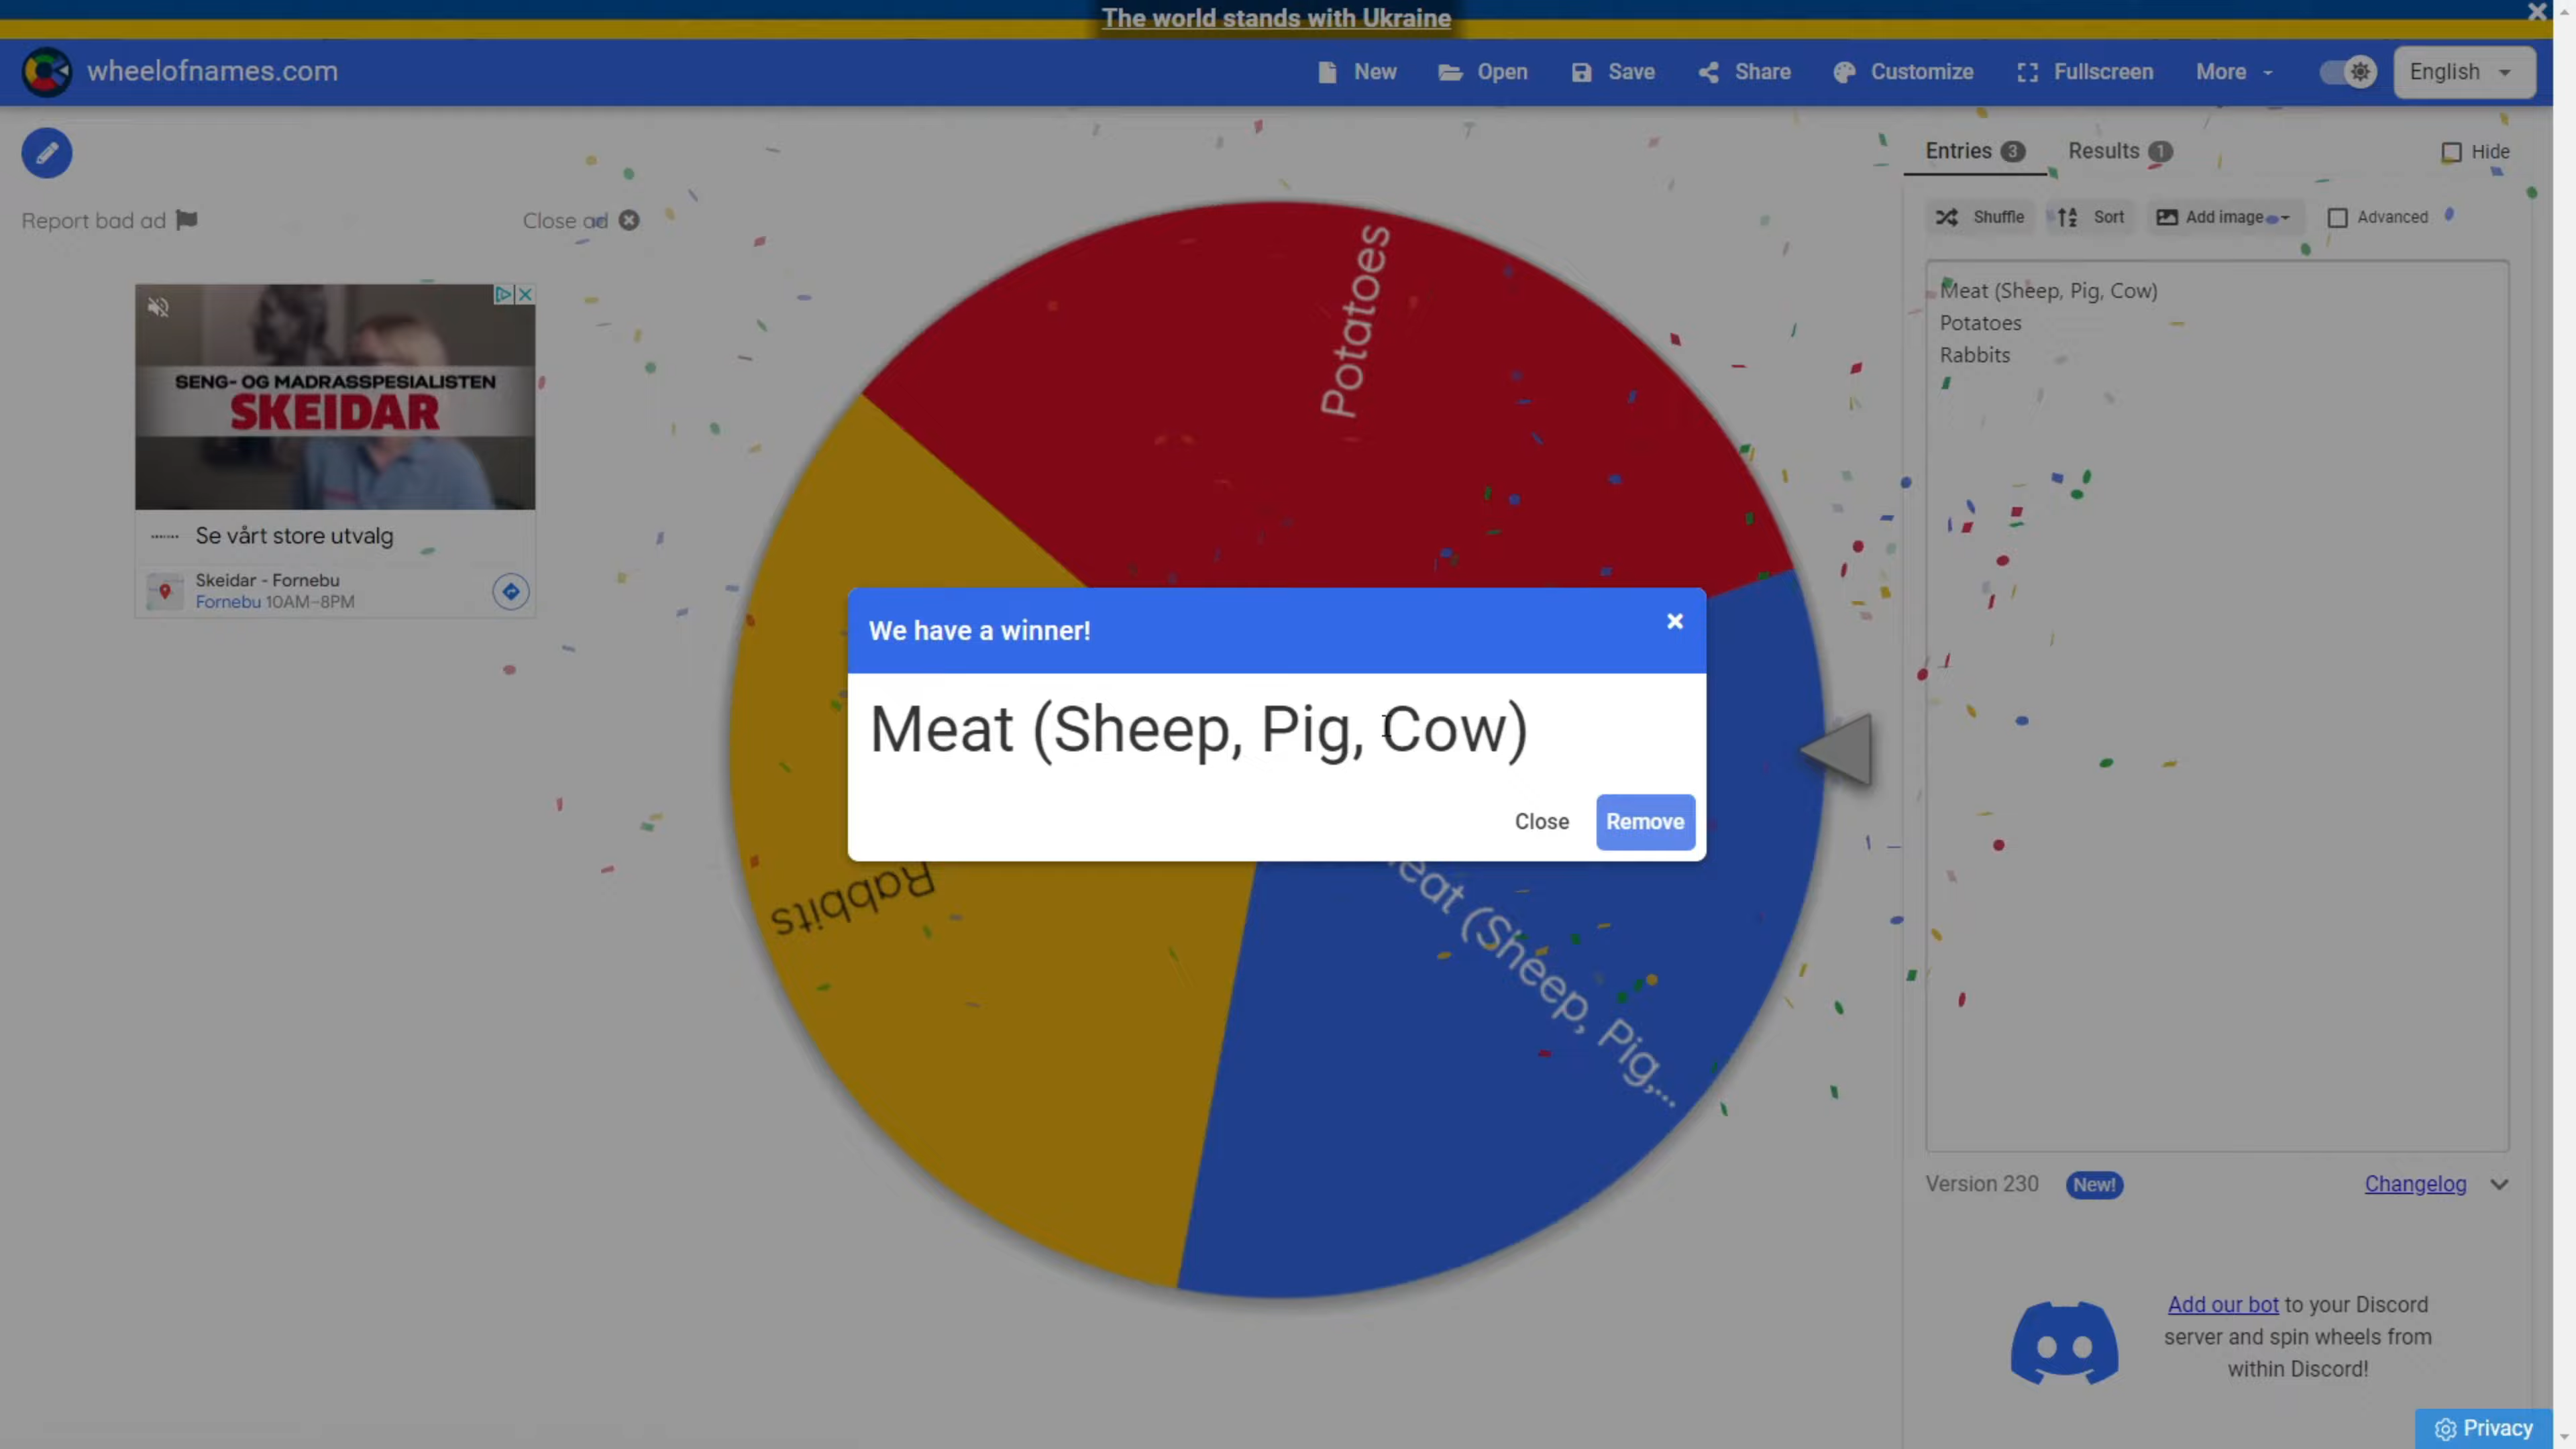 The world stands with Ukraine
wheelofnames.com
New
Open
Save
Share
Customize
Fullscreen
More
English
Entries 3
Results 1
Hide
Report bad ad
Close ad
Shuffle
Sort
Add image
Advanced
Meat (Sheep, Pig, Cow)
Potatoes
Rabbits
SENG- OG MADRASSPESIALISTEN
SKEIDAR
Se vårt store utvalg
Skeidar - Fornebu
Fornebu 10AM–8PM
Potatoes
We have a winner!
Meat (Sheep, Pig, Cow)
Close
Remove
Rabbits
eat (Sheep, Pig,...
Version 230
New!
Changelog
Add our bot to your Discord
server and spin wheels from
within Discord!
Privacy